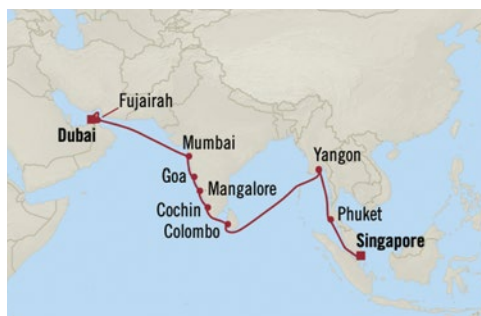 Fujairah
Dubai
Mumbai
Yangon
Goa
Mangalore
Cochin
Phuket
Colombo
Singapore